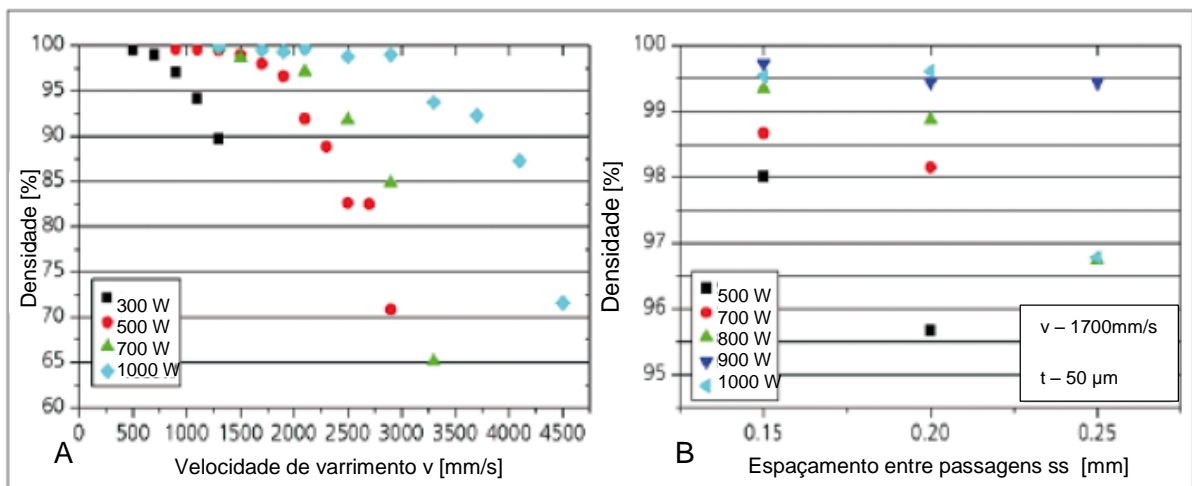 100
95
90
85
80
75
70
65
60
Densidade [%]
300 W
500 W
700 W
1000 W
0 500 1000 1500 2000 2500 3000 3500 4000 4500
A
Velocidade de varrimento v [mm/s]
100
99
98
97
96
95
Densidade [%]
500 W
700 W
800 W
900 W
1000 W
v – 1700mm/s
t – 50 µm
0.15 0.20 0.25
B
Espaçamento entre passagens ss [mm]